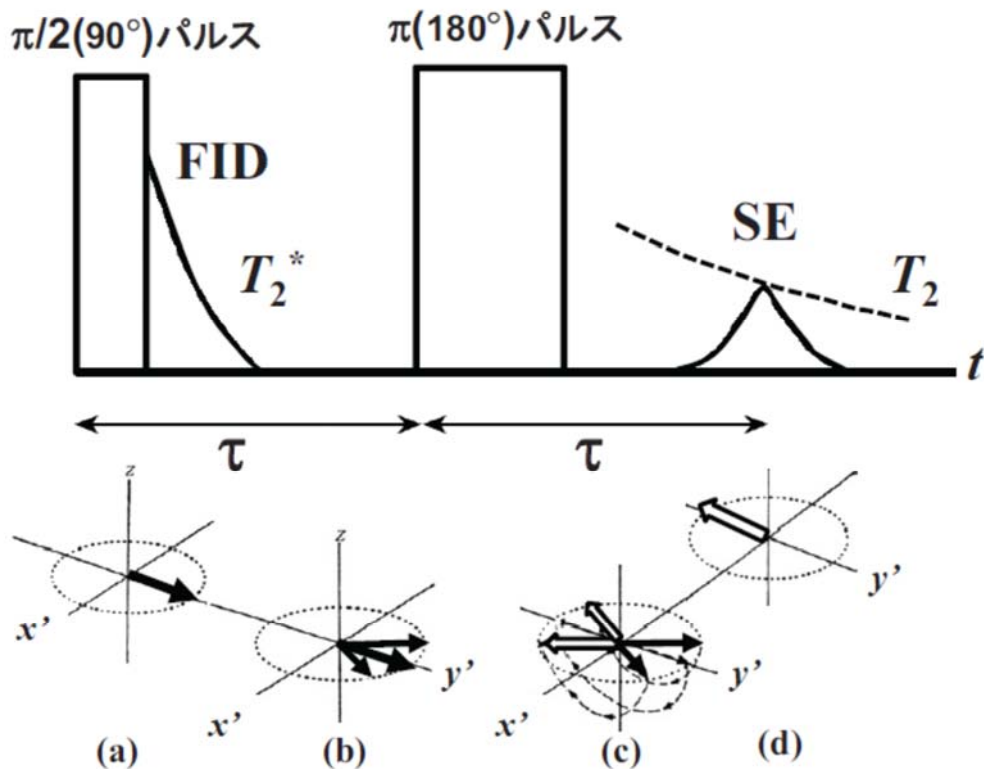 π/2(90°)パルス
π(180°)パルス
FID
T₂*
SE
T₂
t
τ
τ
z
x'
(a)
z
y'
x'
(b)
y'
x'
(c)
y'
(d)